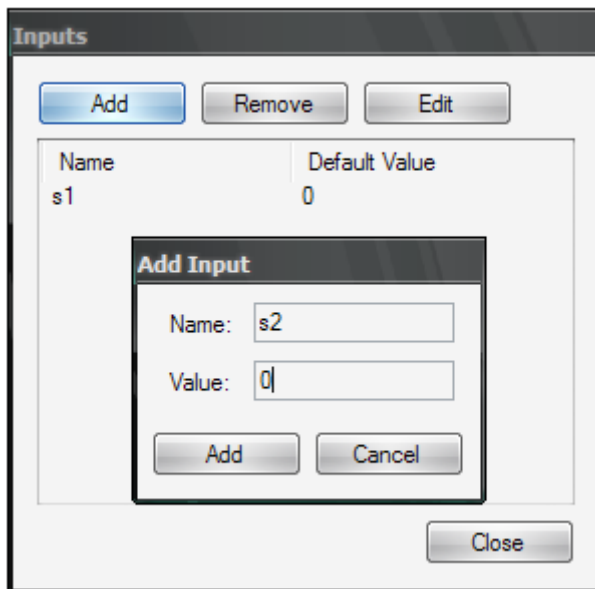 Inputs
Add Remove Edit
Name Default Value
s1 0
Add Input
Name: s2
Value: 0
Add Cancel
Close